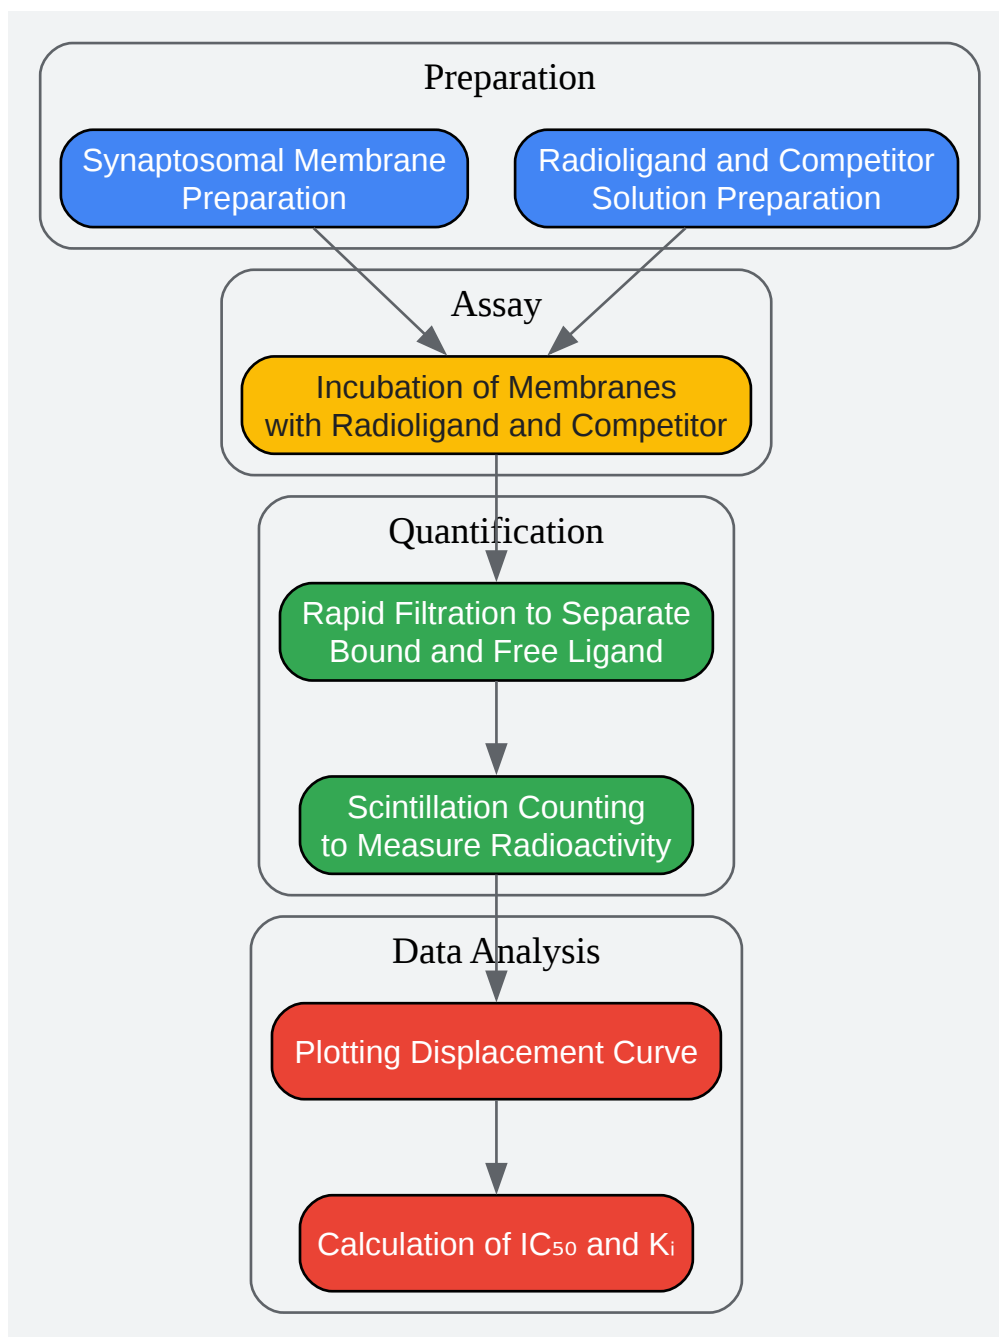 Preparation
Synaptosomal Membrane
Preparation
Radioligand and Competitor
Solution Preparation
Assay
Incubation of Membranes
with Radioligand and Competitor
Quantification
Rapid Filtration to Separate
Bound and Free Ligand
Scintillation Counting
to Measure Radioactivity
Data Analysis
Plotting Displacement Curve
Calculation of IC₅₀ and Kᵢ